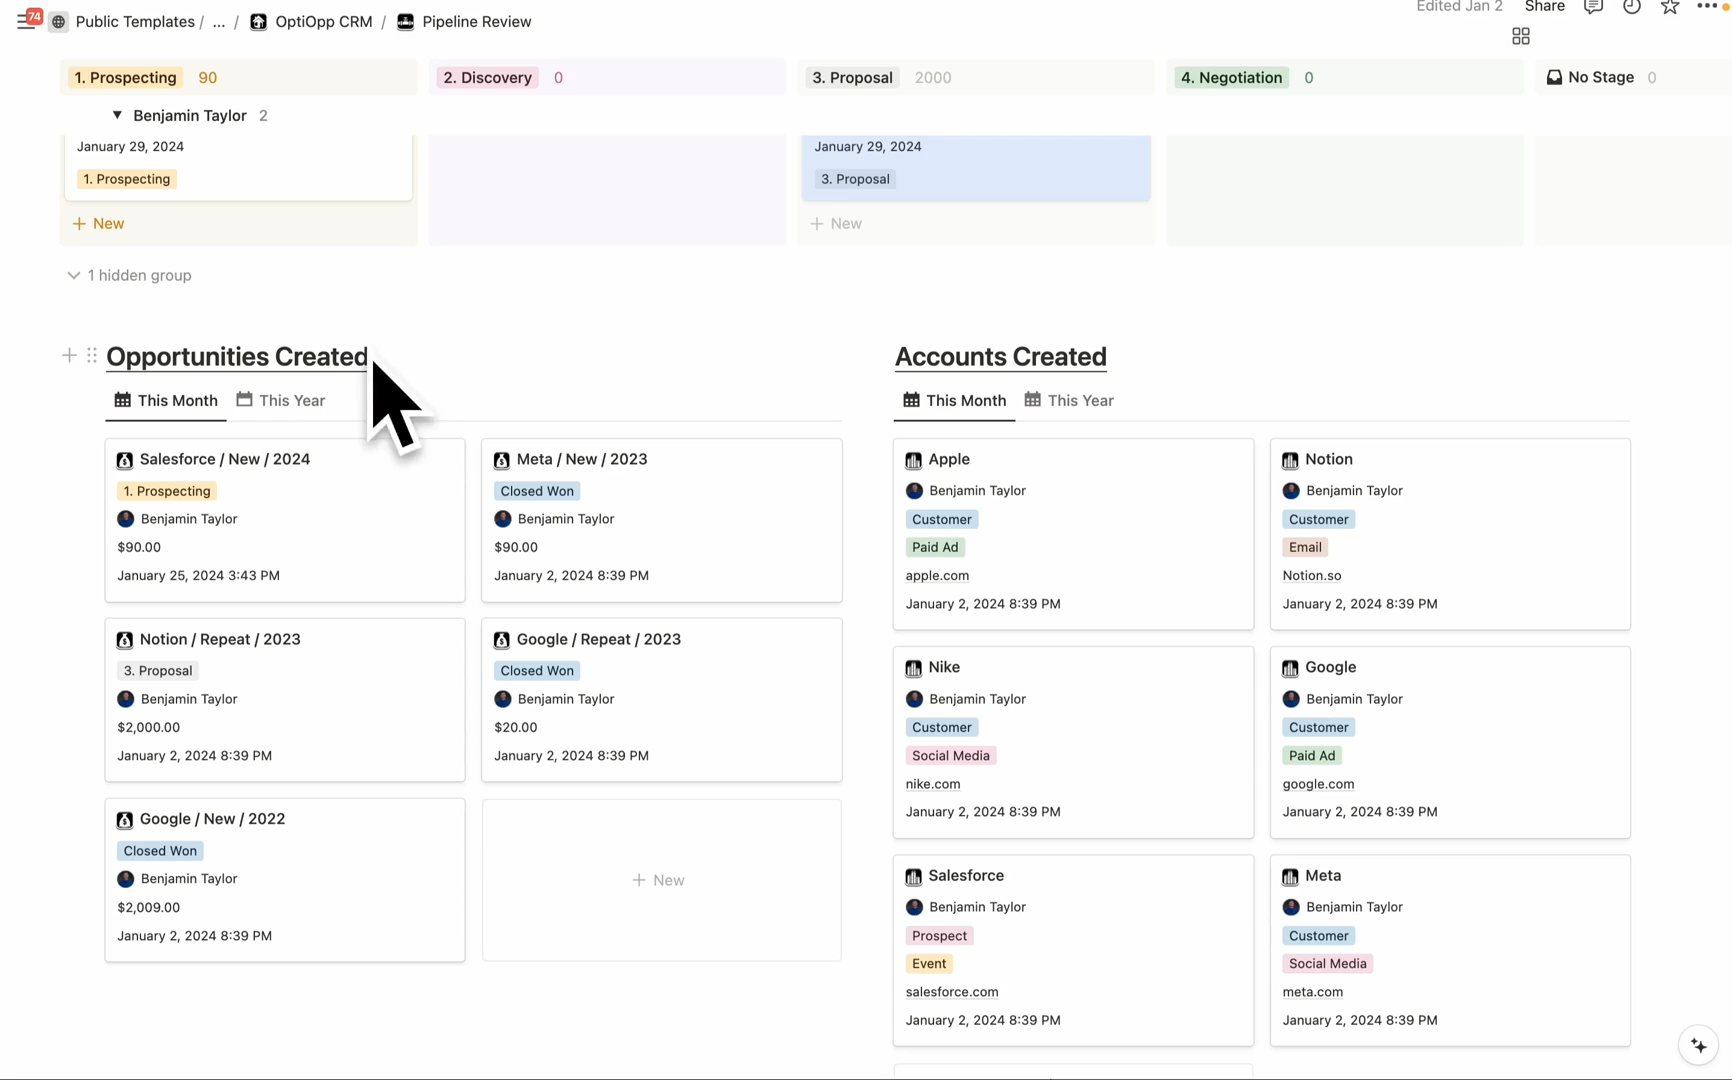 74 Public Templates / ... / OptiOpp CRM / Pipeline Review
Edited Jan 2 Share
1. Prospecting 90 2. Discovery 0 3. Proposal 2000 4. Negotiation 0 No Stage 0
Benjamin Taylor 2
January 29, 2024 January 29, 2024
1. Prospecting 3. Proposal
+ New + New
1 hidden group
Opportunities Created
This Month This Year
Salesforce / New / 2024
1. Prospecting
Benjamin Taylor
$90.00
January 25, 2024 3:43 PM
Meta / New / 2023
Closed Won
Benjamin Taylor
$90.00
January 2, 2024 8:39 PM
Notion / Repeat / 2023
3. Proposal
Benjamin Taylor
$2,000.00
January 2, 2024 8:39 PM
Google / Repeat / 2023
Closed Won
Benjamin Taylor
$20.00
January 2, 2024 8:39 PM
Google / New / 2022
Closed Won
Benjamin Taylor
$2,009.00
January 2, 2024 8:39 PM
+ New
Accounts Created
This Month This Year
Apple
Benjamin Taylor
Customer
Paid Ad
apple.com
January 2, 2024 8:39 PM
Notion
Benjamin Taylor
Customer
Email
Notion.so
January 2, 2024 8:39 PM
Nike
Benjamin Taylor
Customer
Social Media
nike.com
January 2, 2024 8:39 PM
Google
Benjamin Taylor
Customer
Paid Ad
google.com
January 2, 2024 8:39 PM
Salesforce
Benjamin Taylor
Prospect
Event
salesforce.com
January 2, 2024 8:39 PM
Meta
Benjamin Taylor
Customer
Social Media
meta.com
January 2, 2024 8:39 PM